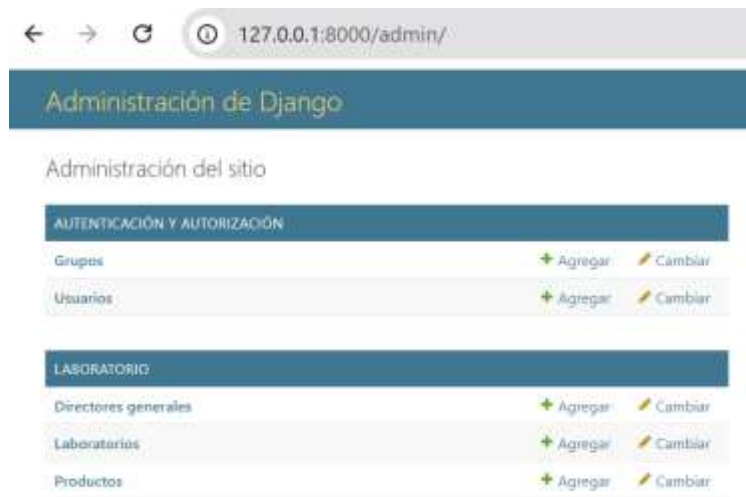 127.0.0.1:8000/admin/
Administración de Django
Administración del sitio
AUTENTICACIÓN Y AUTORIZACIÓN
Grupos Agregar Cambiar
Usuarios Agregar Cambiar
LABORATORIO
Directores generales Agregar Cambiar
Laboratorios Agregar Cambiar
Productos Agregar Cambiar